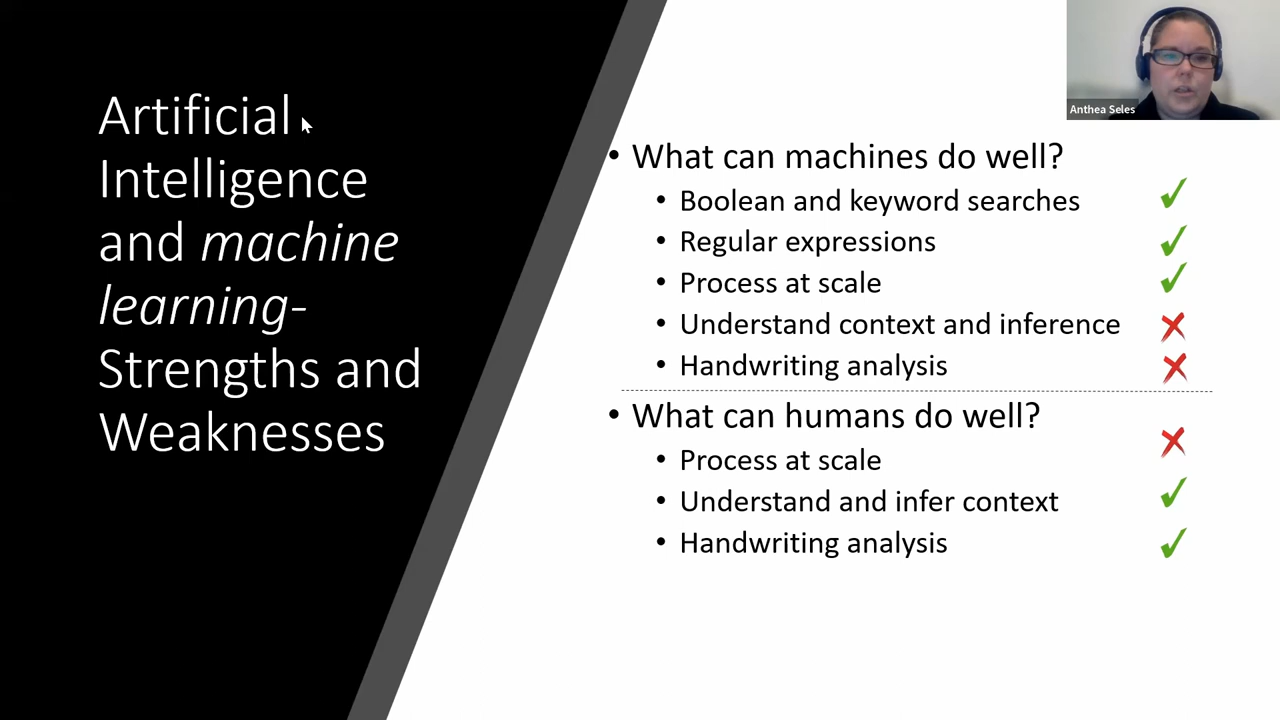 Artificial
Intelligence
and machine
learning-
Strengths and
Weaknesses
Anthea Seles
• What can machines do well?
• Boolean and keyword searches
• Regular expressions
• Process at scale
• Understand context and inference
• Handwriting analysis
• What can humans do well?
• Process at scale
• Understand and infer context
• Handwriting analysis